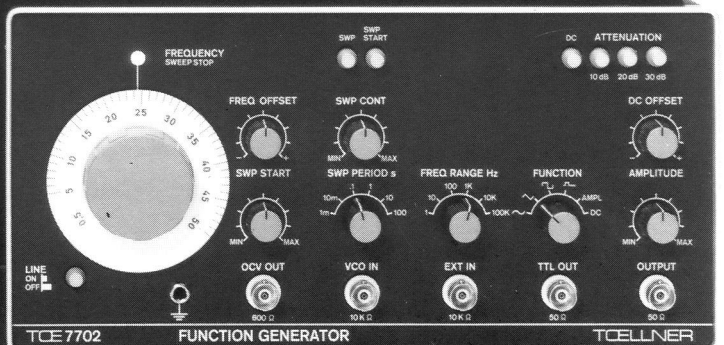 FREQUENCY
SWEEP STOP
SWP
SWP
START
DC
ATTENUATION
10 dB 20 dB 30 dB
FREQ OFFSET
- +
SWP CONT
MIN MAX
DC OFFSET
- +
0.5 5 10 15 20 25 30 35 40 45 50
SWP START
MIN MAX
SWP PERIOD s
1m 10m .1 1 10 100
FREQ RANGE Hz
1 10 100 1K 10K 100K
FUNCTION
AMPL
DC
AMPLITUDE
MIN MAX
LINE
ON
OFF
OCV OUT
600 Ω
VCO IN
10 K Ω
EXT IN
10 K Ω
TTL OUT
50 Ω
OUTPUT
50 Ω
TOE 7702 FUNCTION GENERATOR TOELLNER